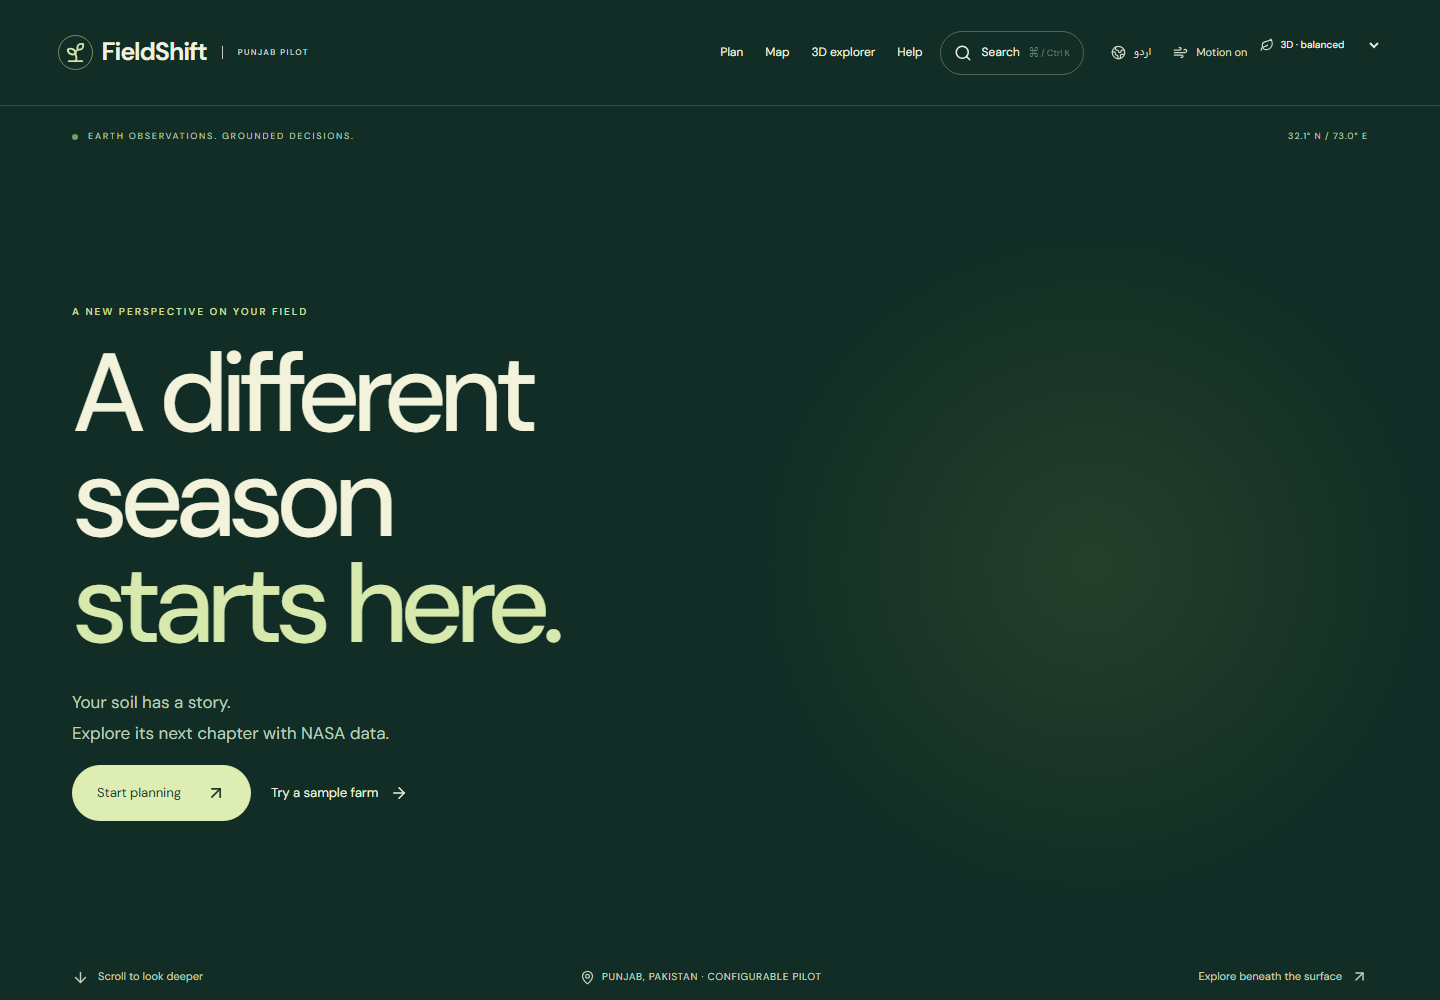 FieldShift
PUNJAB PILOT
Plan
Map
3D explorer
Help
Search ⌘ / Ctrl K
اردو
Motion on
3D · balanced
EARTH OBSERVATIONS. GROUNDED DECISIONS.
32.1° N / 73.0° E
A NEW PERSPECTIVE ON YOUR FIELD
A different
season
starts here.
Your soil has a story.
Explore its next chapter with NASA data.
Start planning
Try a sample farm
Scroll to look deeper
PUNJAB, PAKISTAN · CONFIGURABLE PILOT
Explore beneath the surface